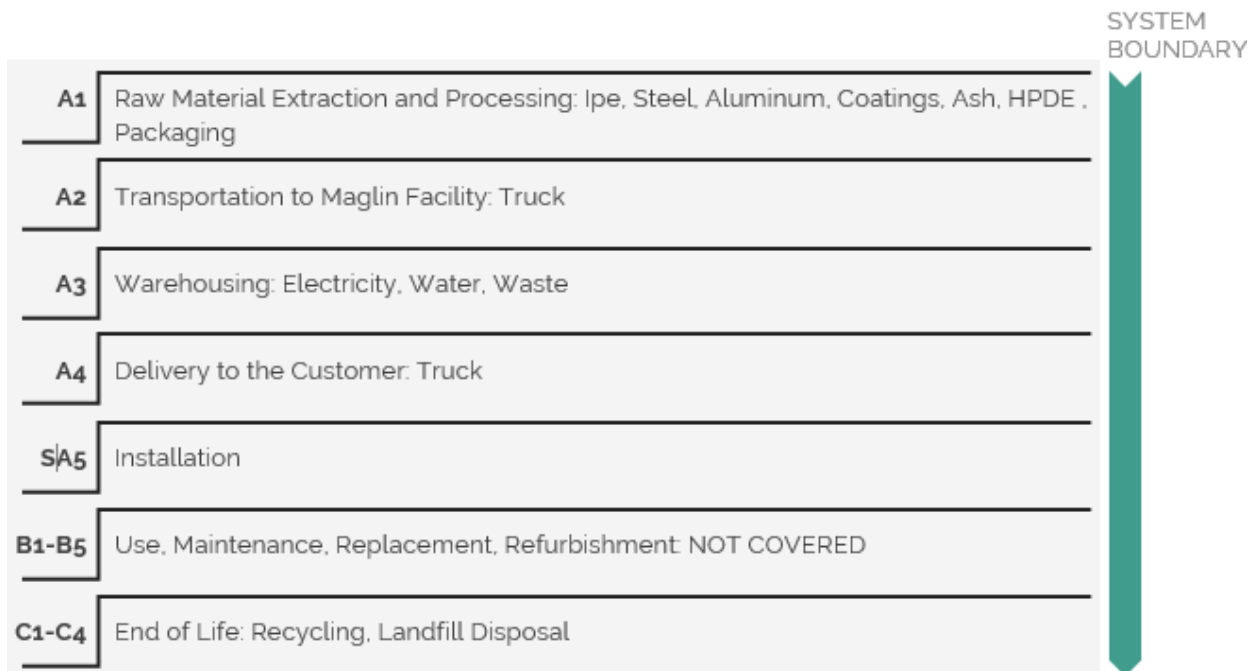 SYSTEM
BOUNDARY
A1 Raw Material Extraction and Processing: Ipe, Steel, Aluminum, Coatings, Ash, HPDE ,
Packaging
A2 Transportation to Maglin Facility: Truck
A3 Warehousing: Electricity, Water, Waste
A4 Delivery to the Customer: Truck
S|A5 Installation
B1-B5 Use, Maintenance, Replacement, Refurbishment: NOT COVERED
C1-C4 End of Life: Recycling, Landfill Disposal